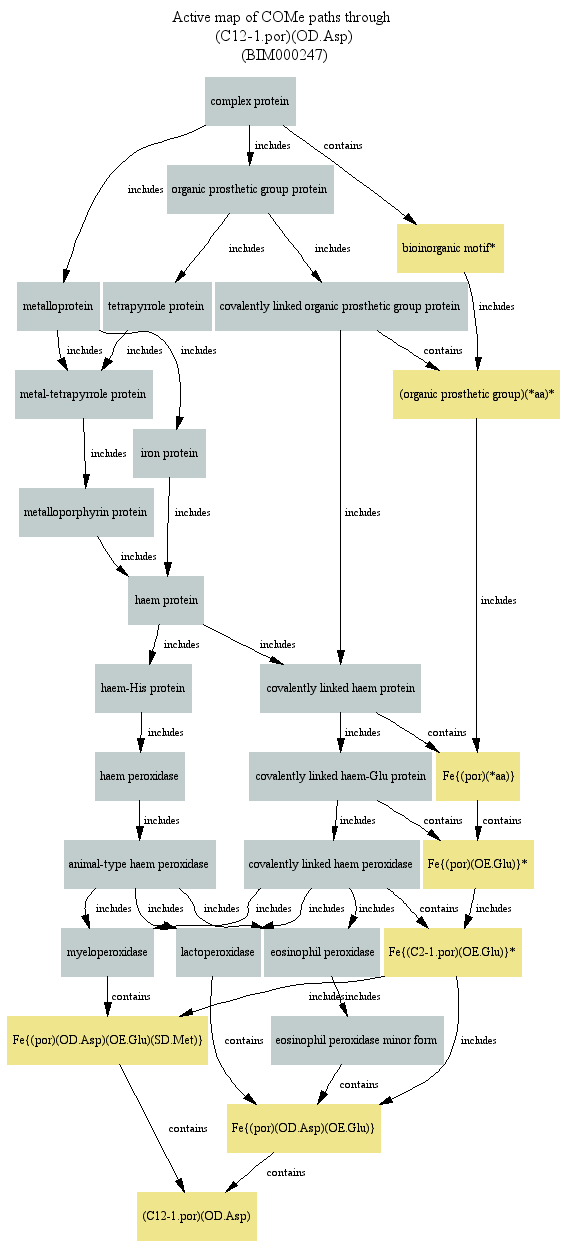 Active map of COMe paths through
(C12-1.por)(OD.Asp)
(BIM000247)
complex protein
includes
contains
includes
organic prosthetic group protein
bioinorganic motif*
includes
includes
includes
metalloprotein
tetrapyrrole protein
covalently linked organic prosthetic group protein
includes
includes
includes
contains
metal-tetrapyrrole protein
(organic prosthetic group)(*aa)*
includes
iron protein
metalloporphyrin protein
includes
includes
includes
haem protein
includes
includes
includes
haem-His protein
covalently linked haem protein
includes
includes
contains
haem peroxidase
covalently linked haem-Glu protein
Fe{(por)(*aa)}
includes
includes
contains
contains
animal-type haem peroxidase
covalently linked haem peroxidase
Fe{(por)(OE.Glu)}*
includes
includes
includes
includes
includes
includes
contains
includes
myeloperoxidase
lactoperoxidase
eosinophil peroxidase
Fe{(C2-1.por)(OE.Glu)}*
contains
includes
includes
Fe{(por)(OD.Asp)(OE.Glu)(SD.Met)}
contains
eosinophil peroxidase minor form
includes
contains
Fe{(por)(OD.Asp)(OE.Glu)}
contains
contains
(C12-1.por)(OD.Asp)